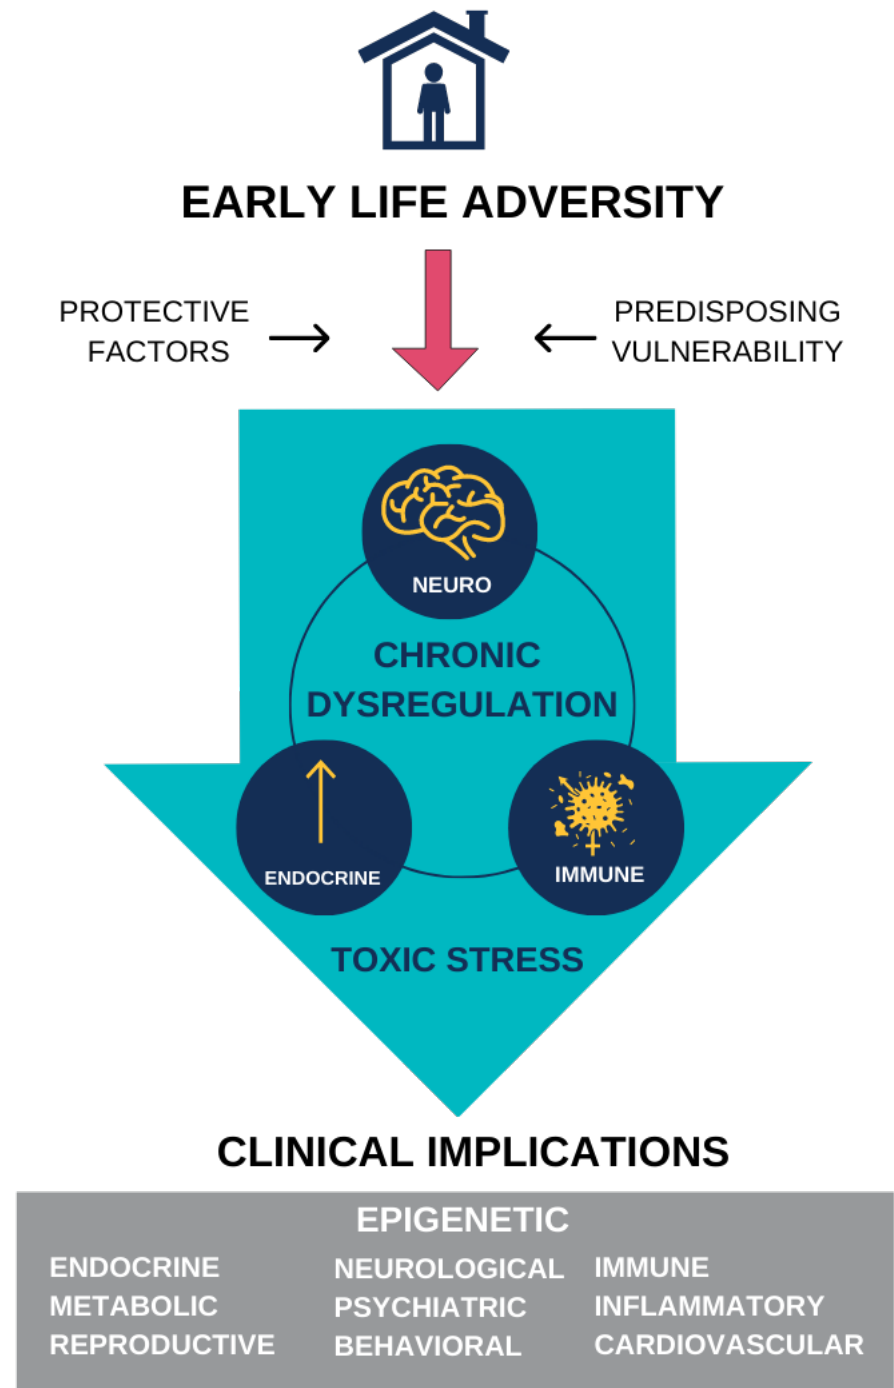 EARLY LIFE ADVERSITY
PROTECTIVE
FACTORS
PREDISPOSING
VULNERABILITY
NEURO
CHRONIC
DYSREGULATION
ENDOCRINE
IMMUNE
TOXIC STRESS
CLINICAL IMPLICATIONS
EPIGENETIC
ENDOCRINE
METABOLIC
REPRODUCTIVE
NEUROLOGICAL
PSYCHIATRIC
BEHAVIORAL
IMMUNE
INFLAMMATORY
CARDIOVASCULAR